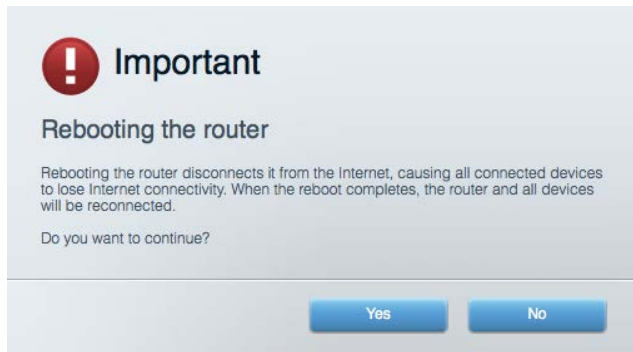 Important
Rebooting the router
Rebooting the router disconnects it from the Internet, causing all connected devices
to lose Internet connectivity. When the reboot completes, the router and all devices
will be reconnected.
Do you want to continue?
Yes No